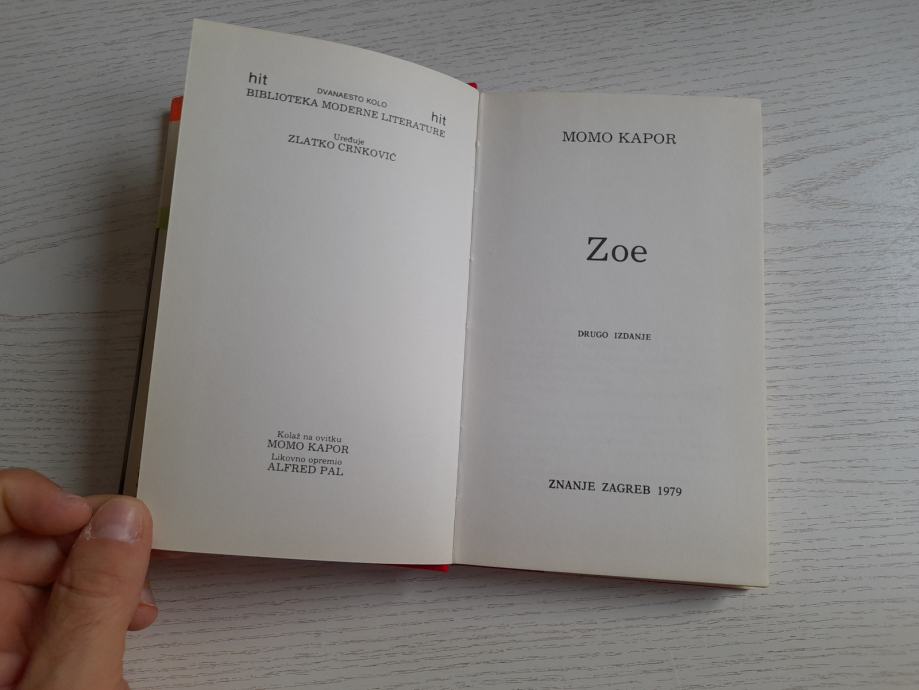 hit
DVANAESTO KOLO
hit
BIBLIOTEKA MODERNE LITERATURE
Uređuje
ZLATKO CRNKOVIĆ
Kolaž na ovitku
MOMO KAPOR
Likovno opremio
ALFRED PAL
MOMO KAPOR
Zoe
DRUGO IZDANJE
ZNANJE ZAGREB 1979